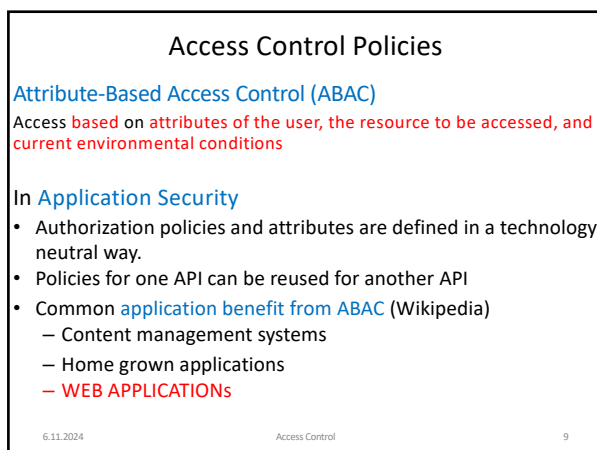 Access Control Policies
Attribute-Based Access Control (ABAC)
Access based on attributes of the user, the resource to be accessed, and
current environmental conditions
In Application Security
• Authorization policies and attributes are defined in a technology
neutral way.
• Policies for one API can be reused for another API
• Common application benefit from ABAC (Wikipedia)
– Content management systems
– Home grown applications
– WEB APPLICATIONs
6.11.2024 Access Control 9